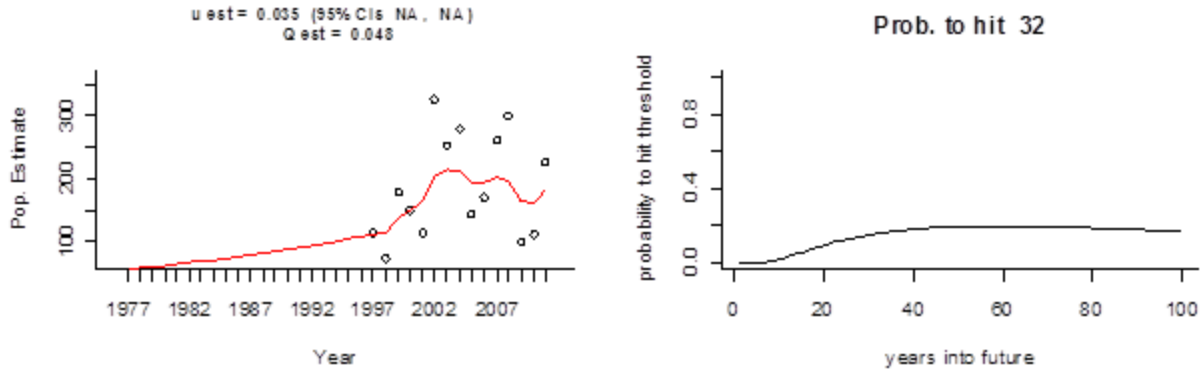 u est = 0.035 (95% CIs NA, NA)
Q est = 0.048
Pop. Estimate
300
200
100
1977 1982 1987 1992 1997 2002 2007
Year
Prob. to hit 32
probability to hit threshold
0.8
0.4
0.0
0 20 40 60 80 100
years into future